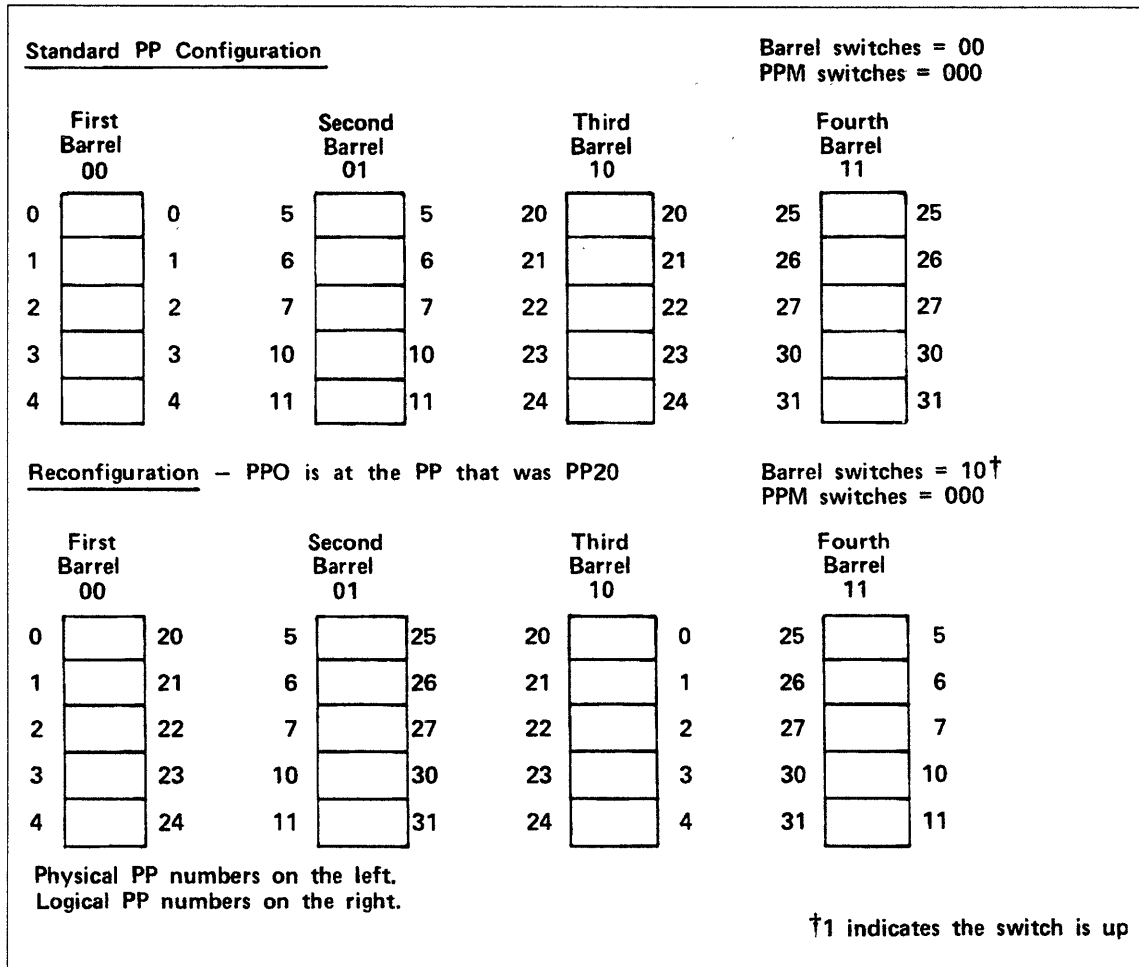 Standard PP Configuration
Barrel switches = 00
PPM switches = 000
First Barrel 00
Second Barrel 01
Third Barrel 10
Fourth Barrel 11
0 0 5 5 20 20 25 25
1 1 6 6 21 21 26 26
2 2 7 7 22 22 27 27
3 3 10 10 23 23 30 30
4 4 11 11 24 24 31 31
Reconfiguration – PPO is at the PP that was PP20
Barrel switches = 10†
PPM switches = 000
First Barrel 00
Second Barrel 01
Third Barrel 10
Fourth Barrel 11
0 20 5 25 20 0 25 5
1 21 6 26 21 1 26 6
2 22 7 27 22 2 27 7
3 23 10 30 23 3 30 10
4 24 11 31 24 4 31 11
Physical PP numbers on the left.
Logical PP numbers on the right.
†1 indicates the switch is up